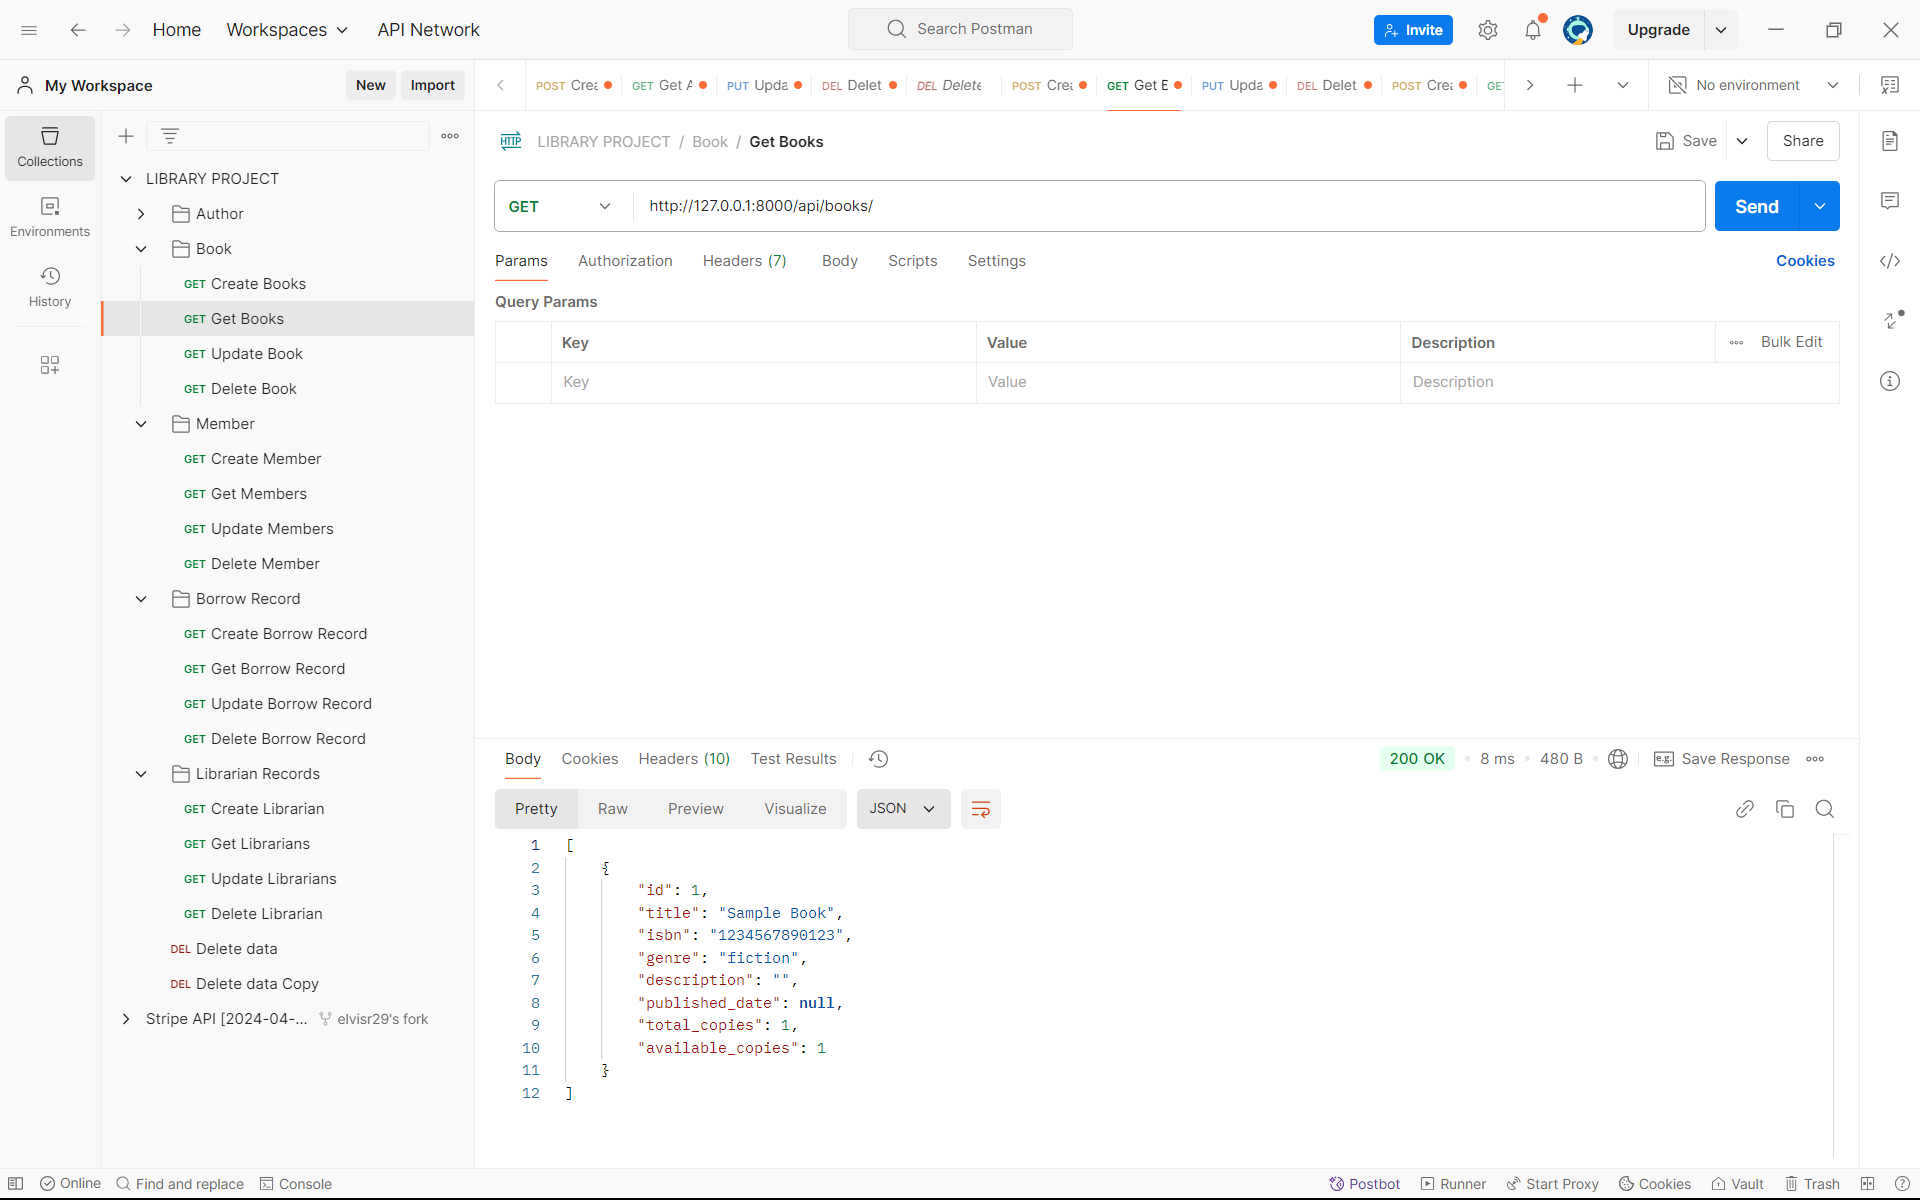 Home Workspaces API Network Search Postman Invite Upgrade
My Workspace New Import
POST Crea GET Get A PUT Upda DEL Delet DEL Delete POST Crea GET Get B PUT Upda DEL Delet POST Crea GET No environment
Collections
Environments
History
LIBRARY PROJECT
Author
Book
GET Create Books
GET Get Books
GET Update Book
GET Delete Book
Member
GET Create Member
GET Get Members
GET Update Members
GET Delete Member
Borrow Record
GET Create Borrow Record
GET Get Borrow Record
GET Update Borrow Record
GET Delete Borrow Record
Librarian Records
GET Create Librarian
GET Get Librarians
GET Update Librarians
GET Delete Librarian
DEL Delete data
DEL Delete data Copy
Stripe API [2024-04-... elvisr29's fork
HTTP LIBRARY PROJECT / Book / Get Books Save Share
GET http://127.0.0.1:8000/api/books/ Send
Params Authorization Headers (7) Body Scripts Settings Cookies
Query Params
Key Value Description Bulk Edit
Key Value Description
Body Cookies Headers (10) Test Results 200 OK • 8 ms • 480 B • e.g. Save Response
Pretty Raw Preview Visualize JSON
1 [
2 {
3 "id": 1,
4 "title": "Sample Book",
5 "isbn": "1234567890123",
6 "genre": "fiction",
7 "description": "",
8 "published_date": null,
9 "total_copies": 1,
10 "available_copies": 1
11 }
12 ]
Online Find and replace Console Postbot Runner Start Proxy Cookies Vault Trash